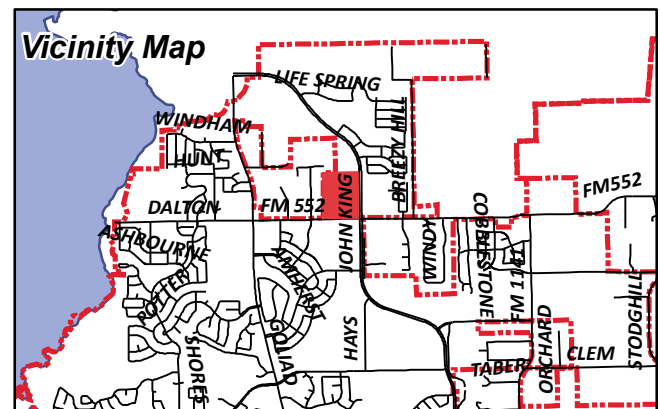 Vicinity Map
LIFE SPRING
WINDHAM
HUNT
BREEZY HILL
FM552
DALTON
FM 552
JOHN KING
COBBLESTONE
ASHBOURNE
WINDY
FM 1141
AMHERST
POTTER
STODGHILL
SHORES
GOLIAD
HAYS
ORCHARD
CLEM
TABER